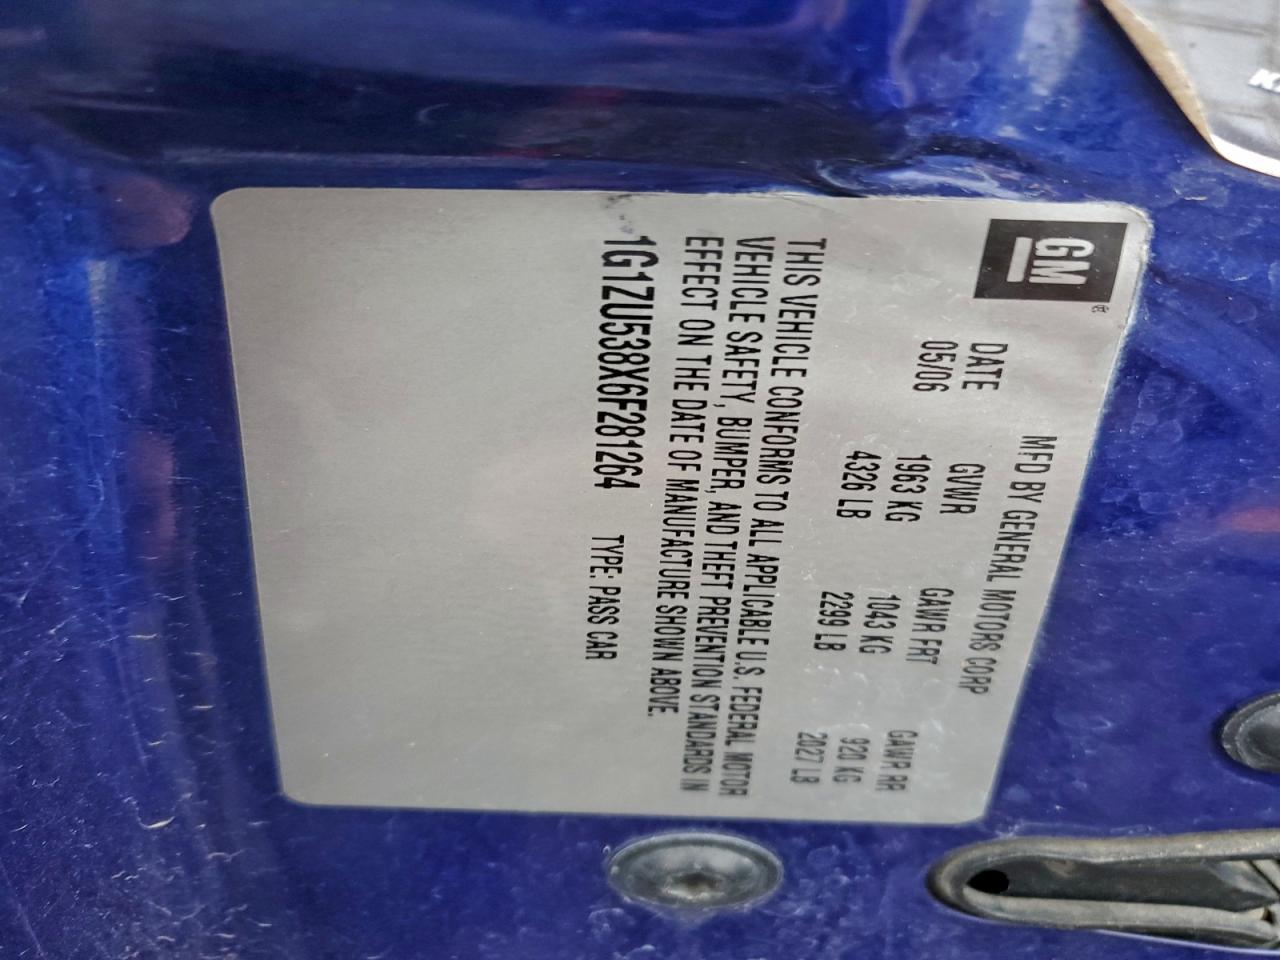 GM®
MFD BY GENERAL MOTORS CORP
DATE GVWR GAWR FRT GAWR RR
05/06 1963 KG 1043 KG 920 KG
4326 LB 2299 LB 2027 LB
THIS VEHICLE CONFORMS TO ALL APPLICABLE U.S. FEDERAL MOTOR
VEHICLE SAFETY, BUMPER, AND THEFT PREVENTION STANDARDS IN
EFFECT ON THE DATE OF MANUFACTURE SHOWN ABOVE.
1G1ZU538X6F281264 TYPE: PASS CAR